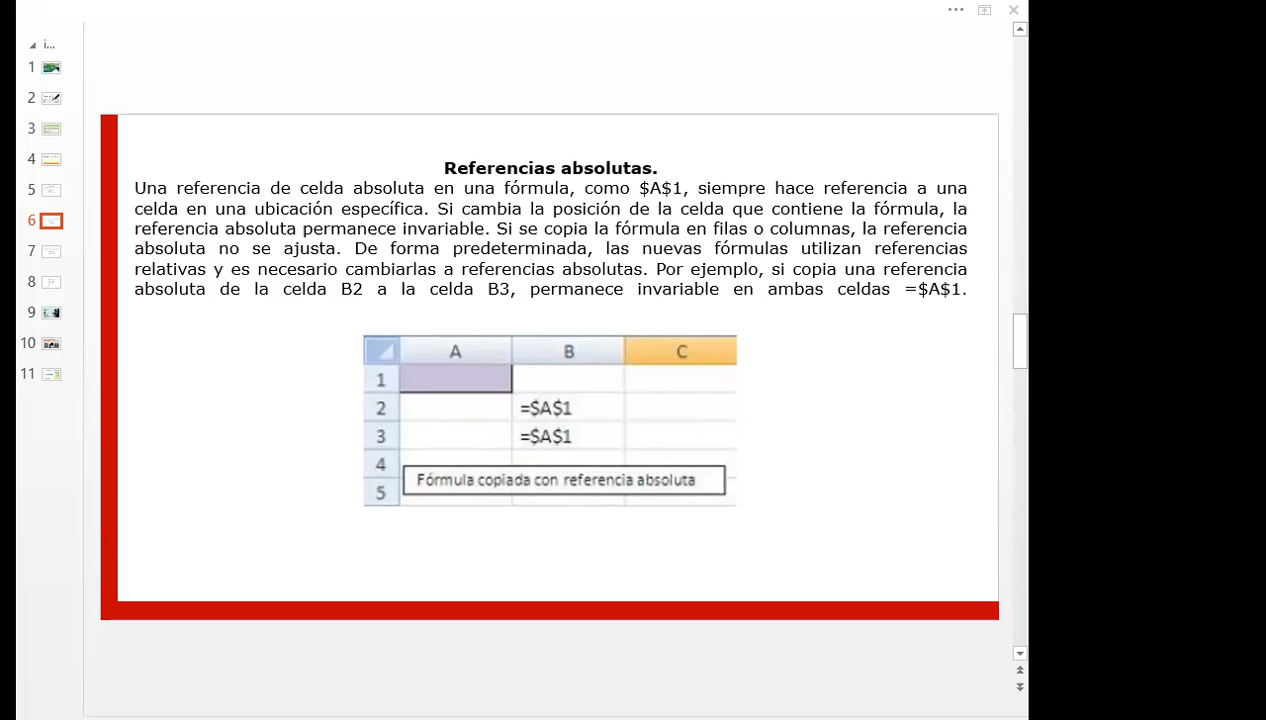 i...
1
2
3
4
5
6
7
8
9
10
11
Referencias absolutas.
Una referencia de celda absoluta en una fórmula, como $A$1, siempre hace referencia a una
celda en una ubicación específica. Si cambia la posición de la celda que contiene la fórmula, la
referencia absoluta permanece invariable. Si se copia la fórmula en filas o columnas, la referencia
absoluta no se ajusta. De forma predeterminada, las nuevas fórmulas utilizan referencias
relativas y es necesario cambiarlas a referencias absolutas. Por ejemplo, si copia una referencia
absoluta de la celda B2 a la celda B3, permanece invariable en ambas celdas =$A$1.
A B C
1
2 =$A$1
3 =$A$1
4
Fórmula copiada con referencia absoluta
5